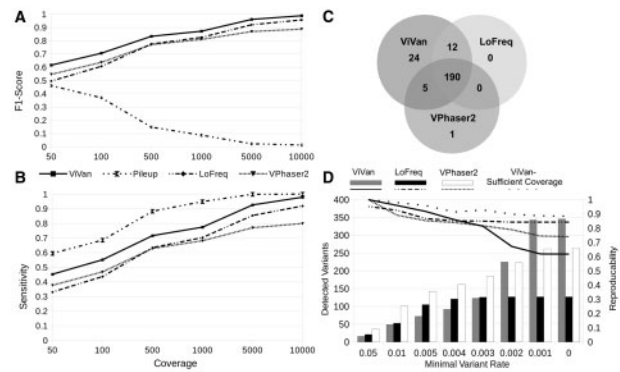 A
F1-Score
1
0.9
0.8
0.7
0.6
0.5
0.4
0.3
0.2
0.1
0
50 100 500 1000 5000 10000
ViVan Pileup LoFreq VPhaser2
B
Sensitivity
1
0.9
0.8
0.7
0.6
0.5
0.4
0.3
0.2
0.1
0
50 100 500 1000 5000 10000
Coverage
C
ViVan
24
12
LoFreq
0
190
5
0
VPhaser2
1
D
ViVan LoFreq VPhaser2 ViVan-
Sufficient Coverage
Detected Variants
400
350
300
250
200
150
100
50
0
1
0.9
0.8
0.7
0.6
0.5
0.4
0.3
0.2
0.1
0
Reproducability
0.05 0.01 0.005 0.004 0.003 0.002 0.001 0
Minimal Variant Rate